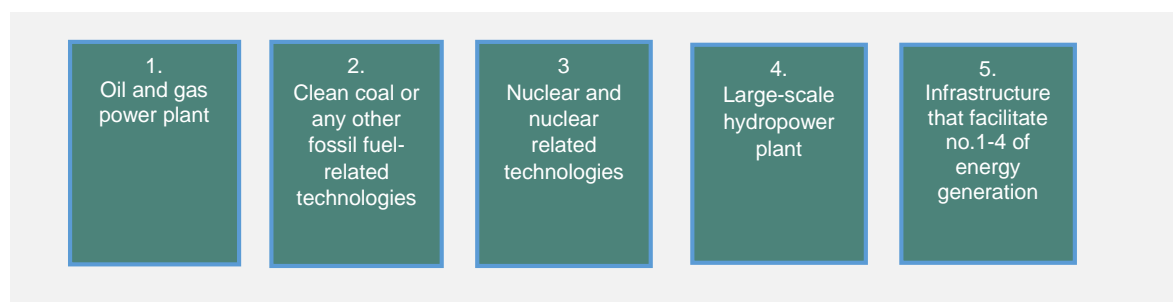 1.
Oil and gas
power plant
2.
Clean coal or
any other
fossil fuel-
related
technologies
3
Nuclear and
nuclear
related
technologies
4.
Large-scale
hydropower
plant
5.
Infrastructure
that facilitate
no.1-4 of
energy
generation